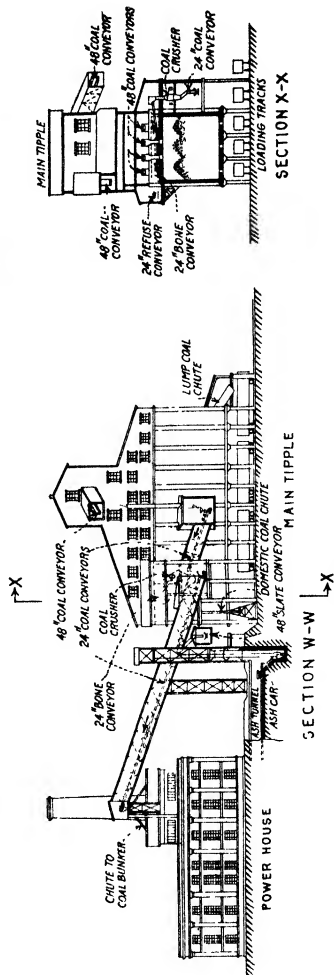 CHUTE TO
COAL BUNKER
24" BONE
CONVEYOR
COAL
CRUSHER
24" COAL CONVEYORS
48" COAL CONVEYOR
X
LUMP COAL
CHUTE
DOMESTIC COAL CHUTE
48" SLATE CONVEYOR
MAIN TIPPLE
X
ASH TUNNEL
ASH CAR
POWER HOUSE
SECTION W-W
MAIN TIPPLE
48" COAL
CONVEYOR
48" COAL CONVEYORS
COAL
CRUSHER
24" COAL
CONVEYOR
48" COAL
CONVEYOR
24" REFUSE
CONVEYOR
24" BONE
CONVEYOR
LOADING TRACKS
SECTION X-X